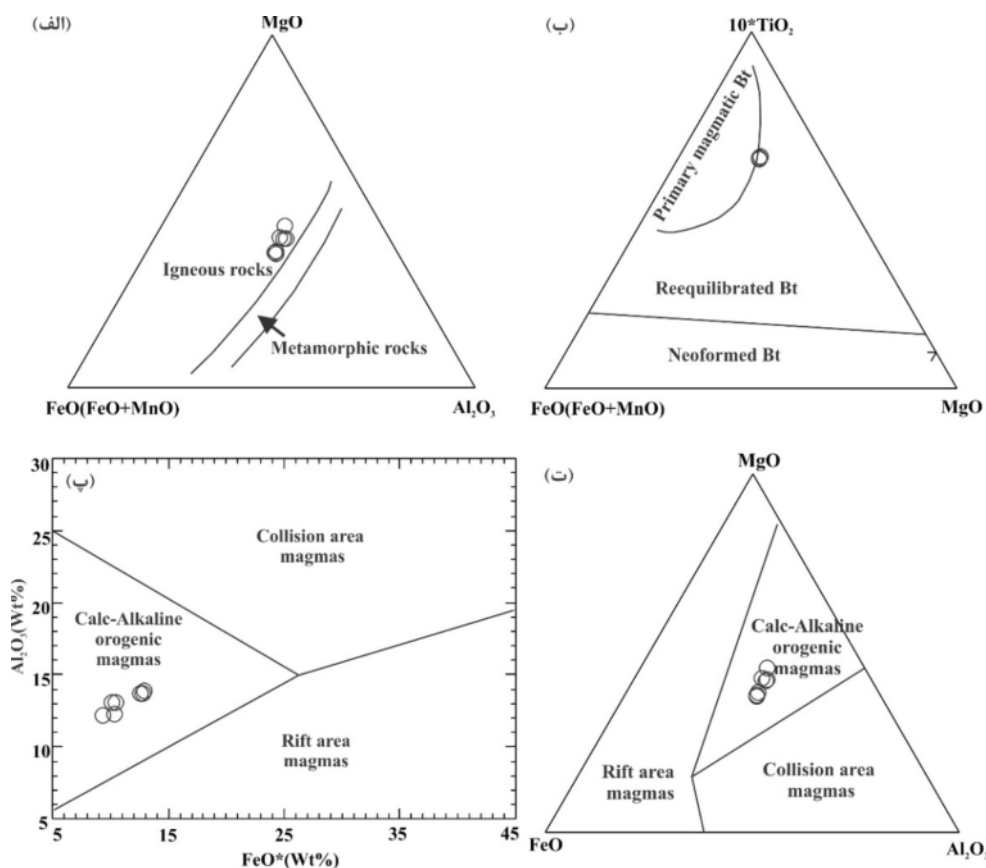 (الف)
MgO
Igneous rocks
Metamorphic rocks
FeO(FeO+MnO)
Al₂O₃
(ب)
10*TiO₂
Primary magmatic Bt
Reequilibrated Bt
Neoformed Bt
FeO(FeO+MnO)
MgO
(پ)
30
25
20
15
10
5
Al₂O₃(Wt%)
Collision area
magmas
Calc-Alkaline
orogenic
magmas
Rift area
magmas
5
15
25
35
45
FeO*(Wt%)
(ت)
MgO
Calc-Alkaline
orogenic
magmas
Rift area
magmas
Collision area
magmas
FeO
Al₂O₃